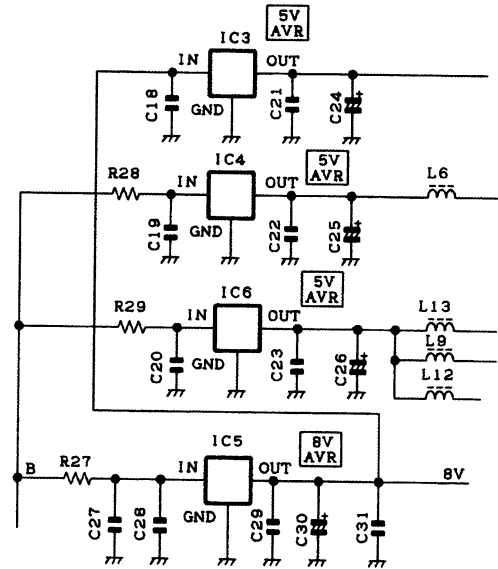 5V
AVR
IC3
IN
OUT
C18
GND
C21
C24
+
5V
AVR
R28
IC4
IN
OUT
L6
C19
GND
C22
C25
+
5V
AVR
R29
IC6
IN
OUT
L13
L9
L12
C20
GND
C23
C26
+
8V
AVR
B
R27
IC5
IN
OUT
8V
C27
C28
GND
C29
C30
+
C31